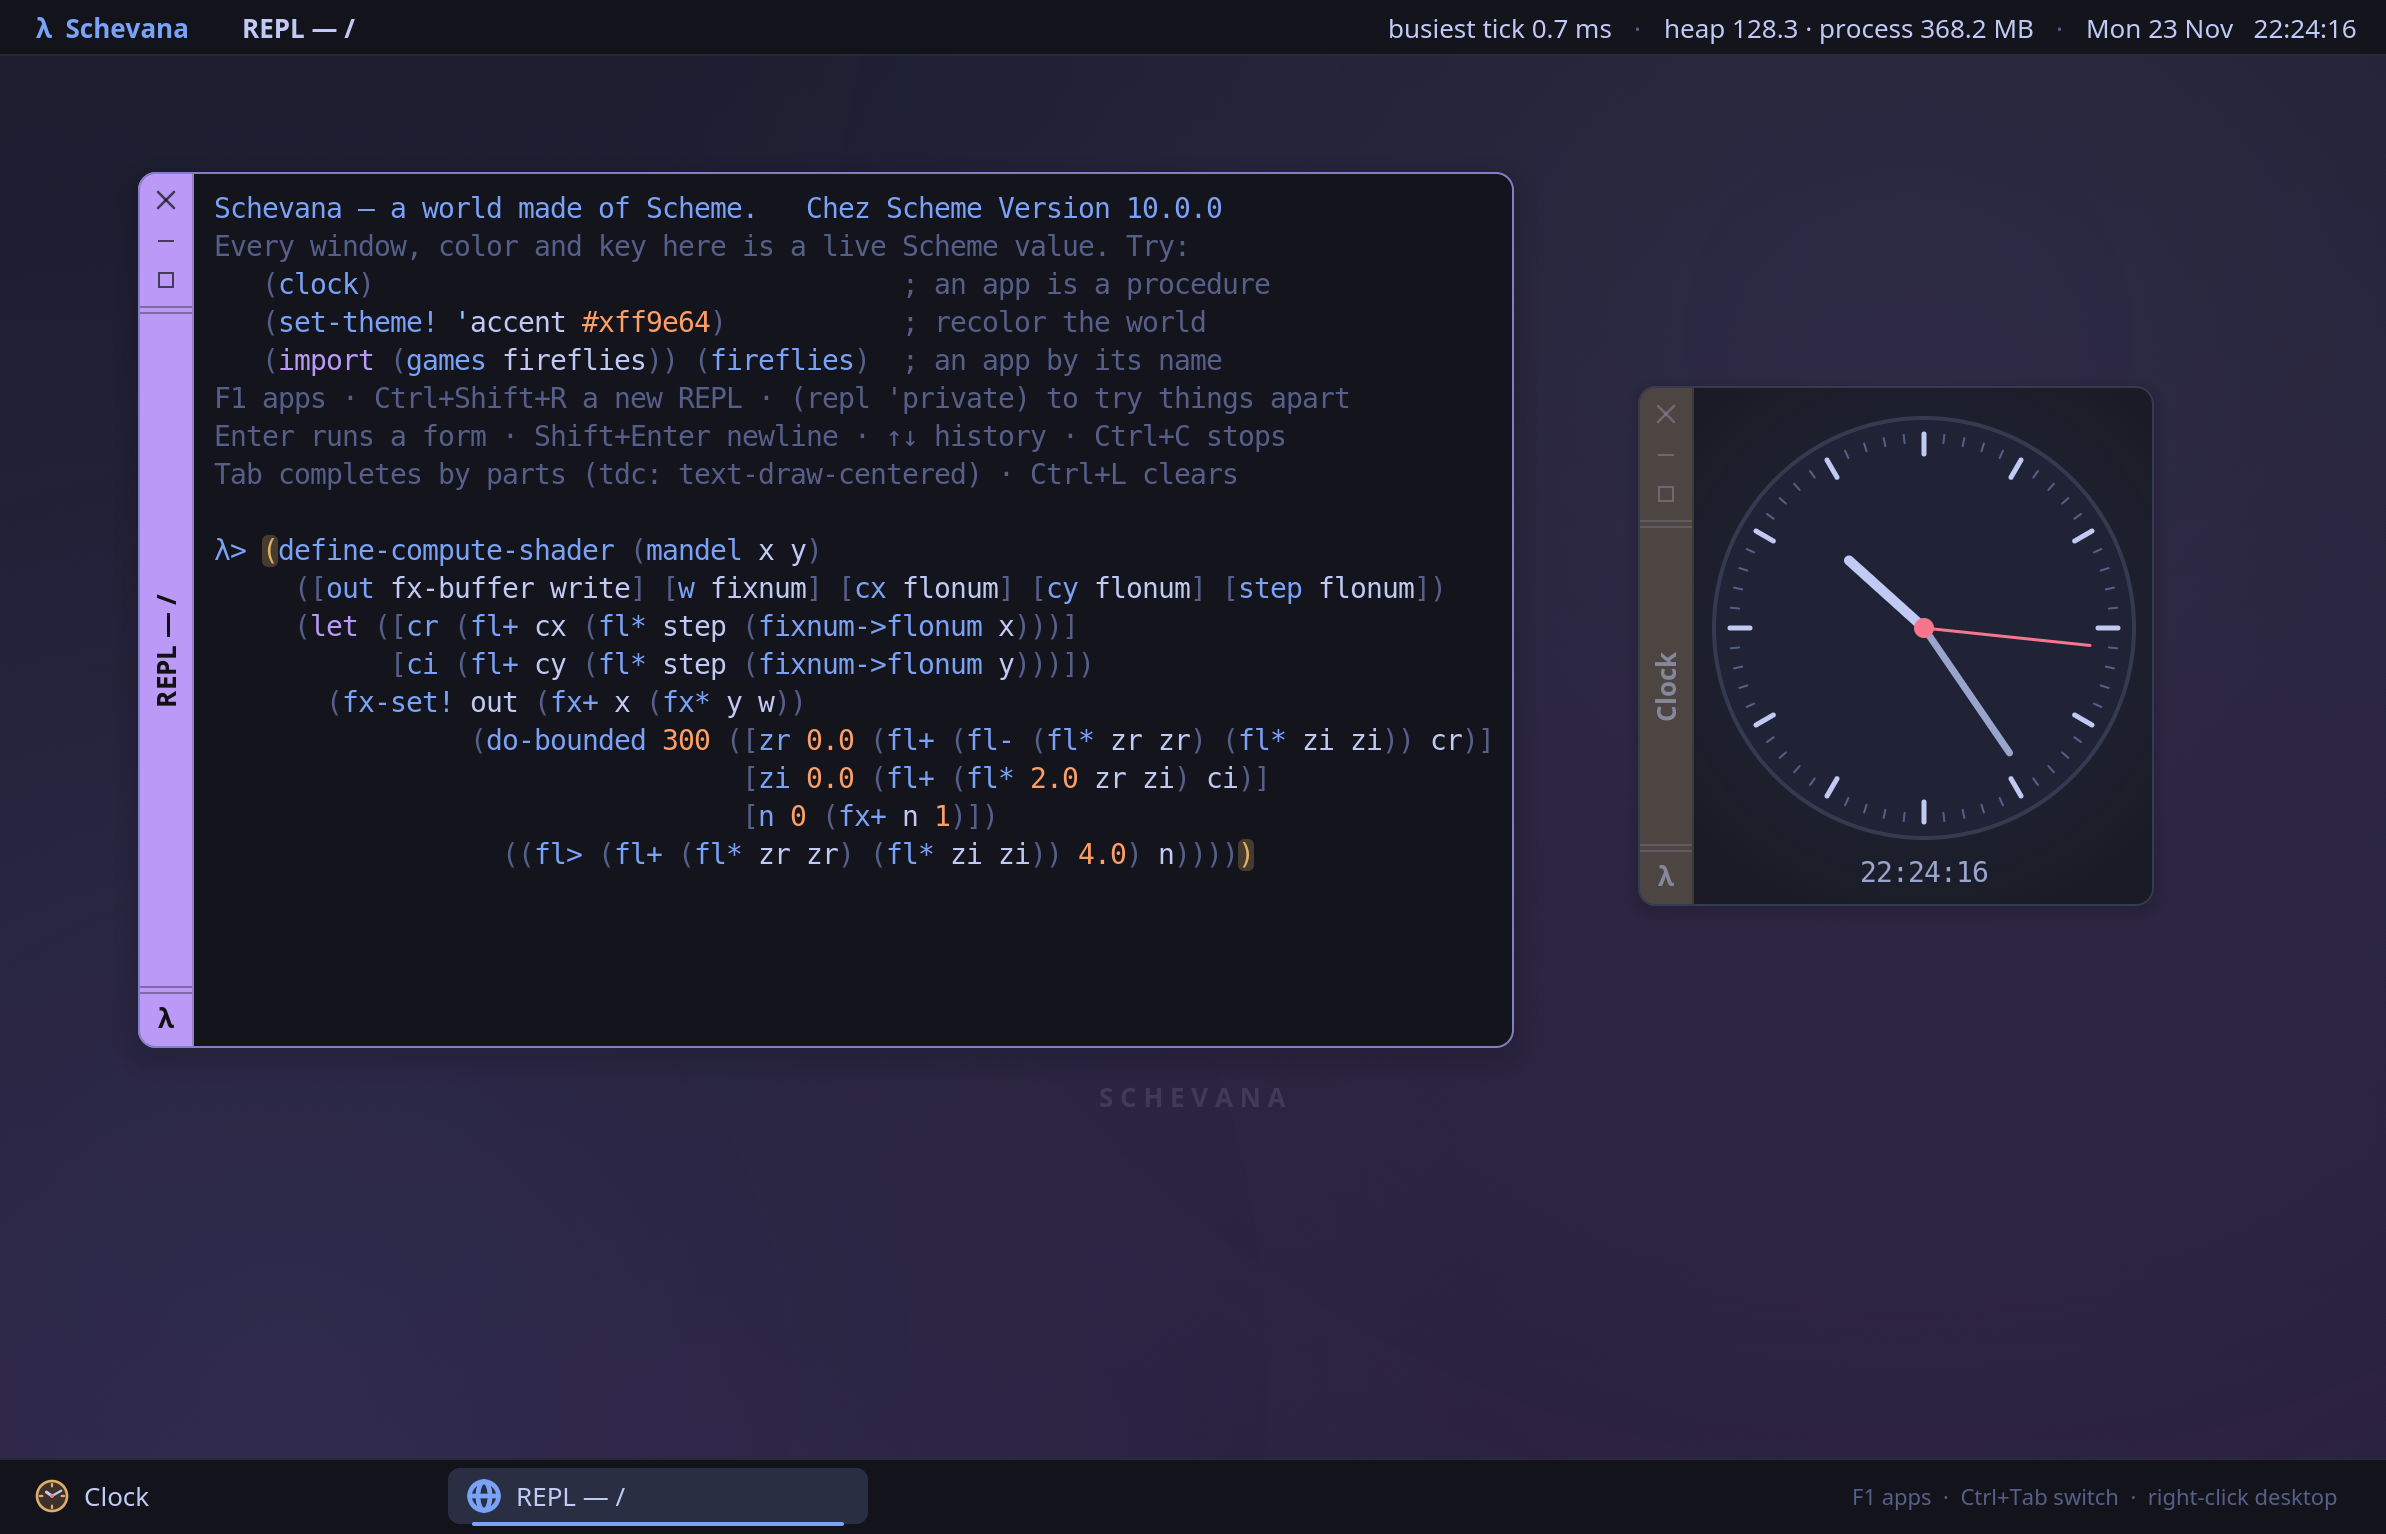 λ Schevana REPL — / busiest tick 0.7 ms · heap 128.3 · process 368.2 MB · Mon 23 Nov 22:24:16
REPL — /
λ
Schevana — a world made of Scheme.   Chez Scheme Version 10.0.0
Every window, color and key here is a live Scheme value. Try:
   (clock)                                 ; an app is a procedure
   (set-theme! 'accent #xff9e64)           ; recolor the world
   (import (games fireflies)) (fireflies)  ; an app by its name
F1 apps · Ctrl+Shift+R a new REPL · (repl 'private) to try things apart
Enter runs a form · Shift+Enter newline · ↑↓ history · Ctrl+C stops
Tab completes by parts (tdc: text-draw-centered) · Ctrl+L clears
λ> (define-compute-shader (mandel x y)
     ([out fx-buffer write] [w fixnum] [cx flonum] [cy flonum] [step flonum])
     (let ([cr (fl+ cx (fl* step (fixnum->flonum x)))]
           [ci (fl+ cy (fl* step (fixnum->flonum y)))])
       (fx-set! out (fx+ x (fx* y w))
                (do-bounded 300 ([zr 0.0 (fl+ (fl- (fl* zr zr) (fl* zi zi)) cr)]
                                 [zi 0.0 (fl+ (fl* 2.0 zr zi) ci)]
                                 [n 0 (fx+ n 1)])
                  ((fl> (fl+ (fl* zr zr) (fl* zi zi)) 4.0) n)))))
Clock
λ
22:24:16
SCHEVANA
Clock
REPL — /
F1 apps · Ctrl+Tab switch · right-click desktop